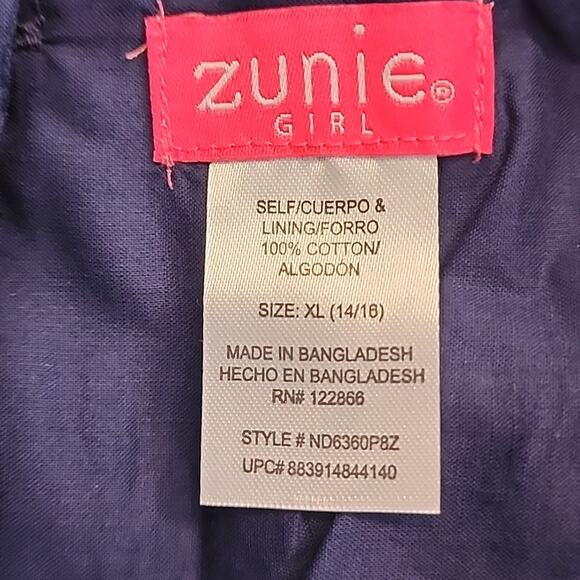 zunie®
GIRL
SELF/CUERPO &
LINING/FORRO
100% COTTON/
ALGODÓN
SIZE: XL (14/16)
MADE IN BANGLADESH
HECHO EN BANGLADESH
RN# 122866
STYLE # ND6360P8Z
UPC# 883914844140